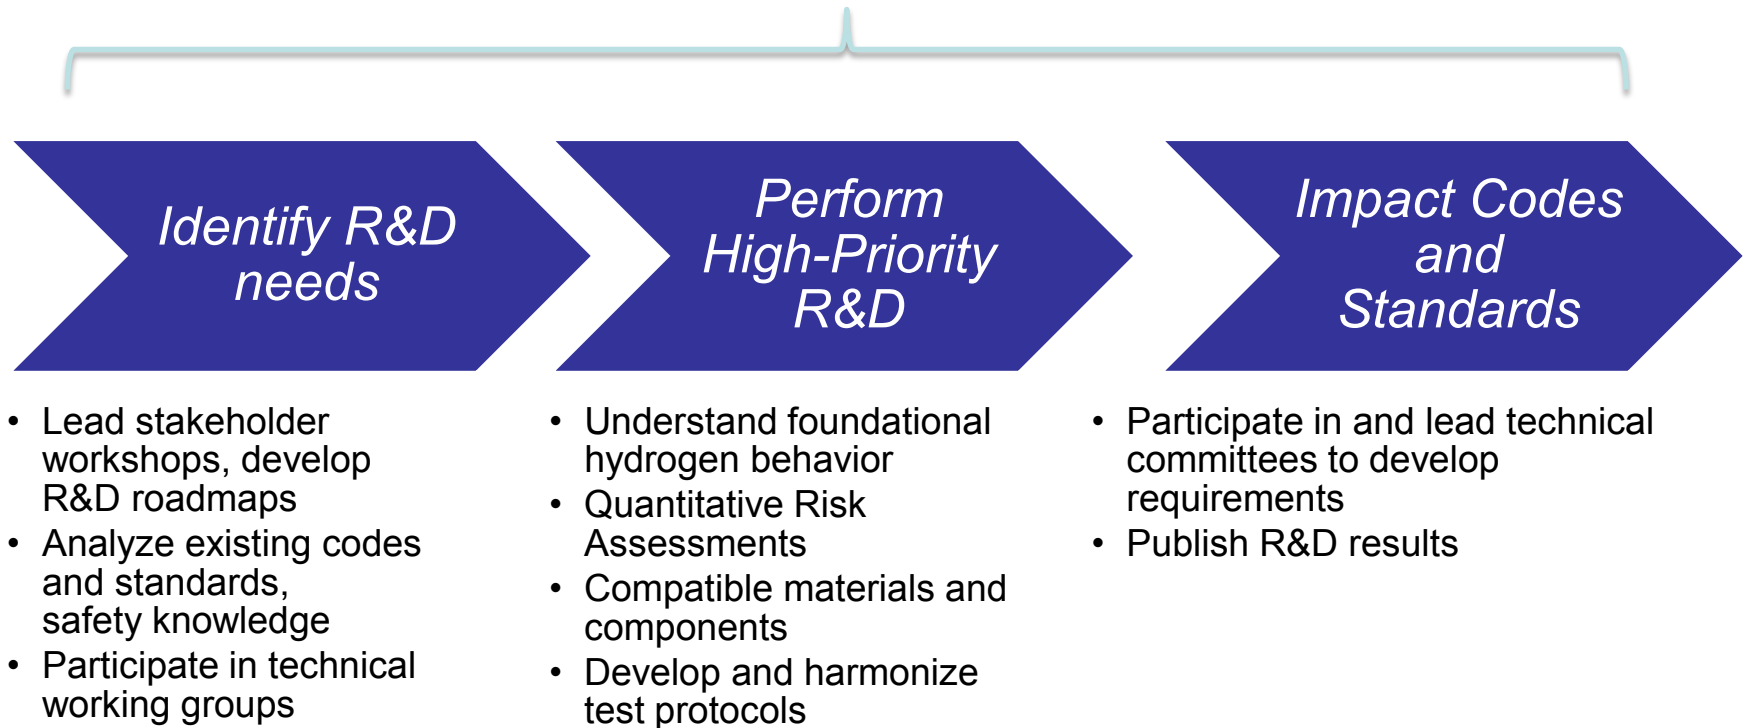 Identify R&D
needs
Perform
High-Priority
R&D
Impact Codes
and
Standards
• Lead stakeholder
workshops, develop
R&D roadmaps
• Analyze existing codes
and standards,
safety knowledge
• Participate in technical
working groups
• Understand foundational
hydrogen behavior
• Quantitative Risk
Assessments
• Compatible materials and
components
• Develop and harmonize
test protocols
• Participate in and lead technical
committees to develop
requirements
• Publish R&D results